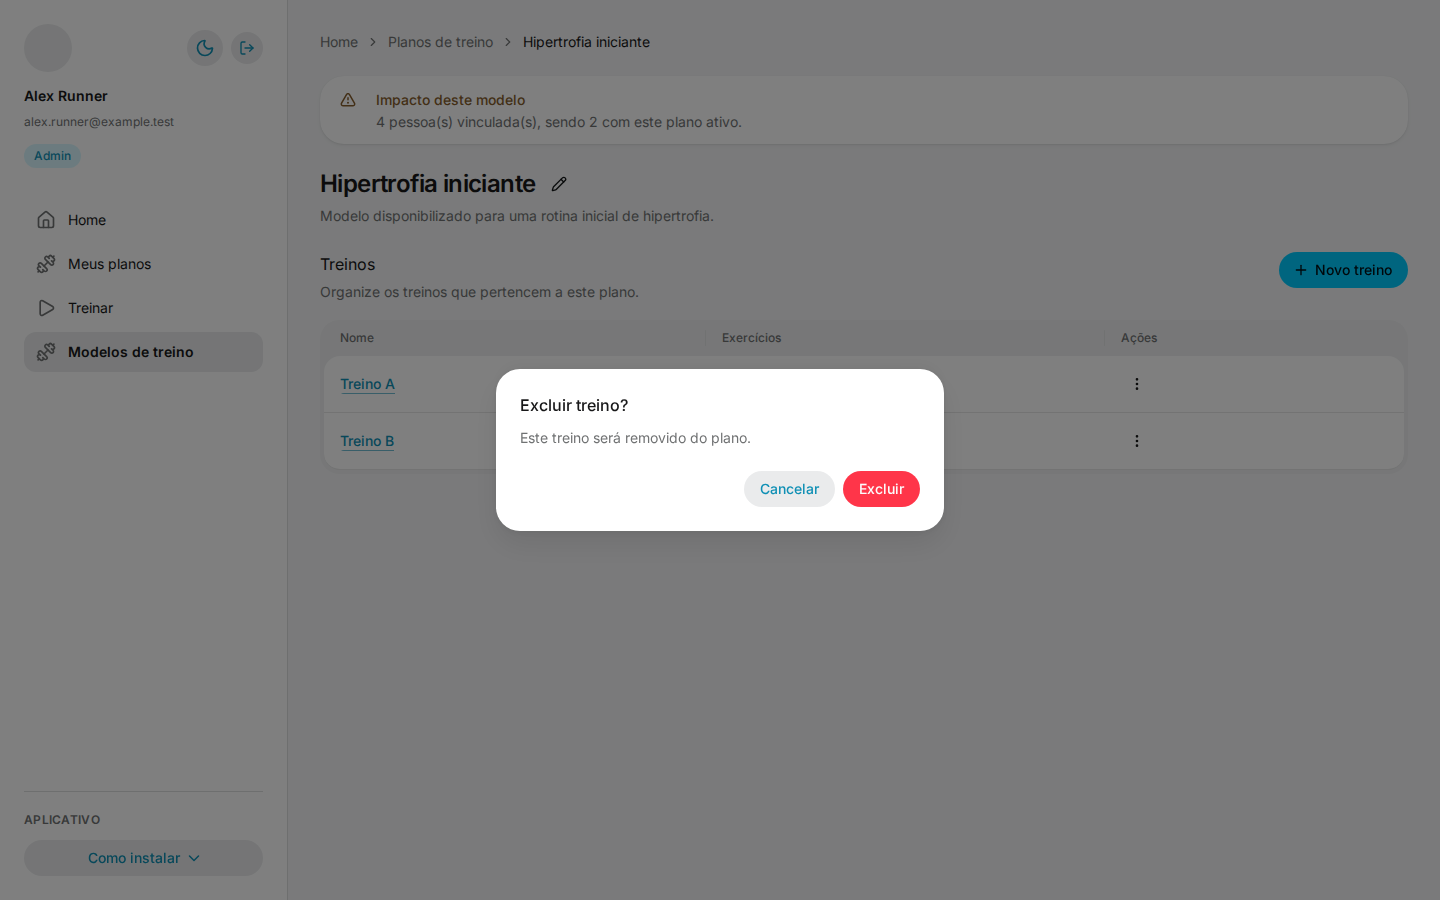 Alex Runner
alex.runner@example.test
Admin
Home
Meus planos
Treinar
Modelos de treino
APLICATIVO
Como instalar
Home > Planos de treino > Hipertrofia iniciante
Impacto deste modelo
4 pessoa(s) vinculada(s), sendo 2 com este plano ativo.
Hipertrofia iniciante
Modelo disponibilizado para uma rotina inicial de hipertrofia.
Treinos
Organize os treinos que pertencem a este plano.
Novo treino
Nome Exercícios Ações
Treino A
Treino B
Excluir treino?
Este treino será removido do plano.
Cancelar Excluir